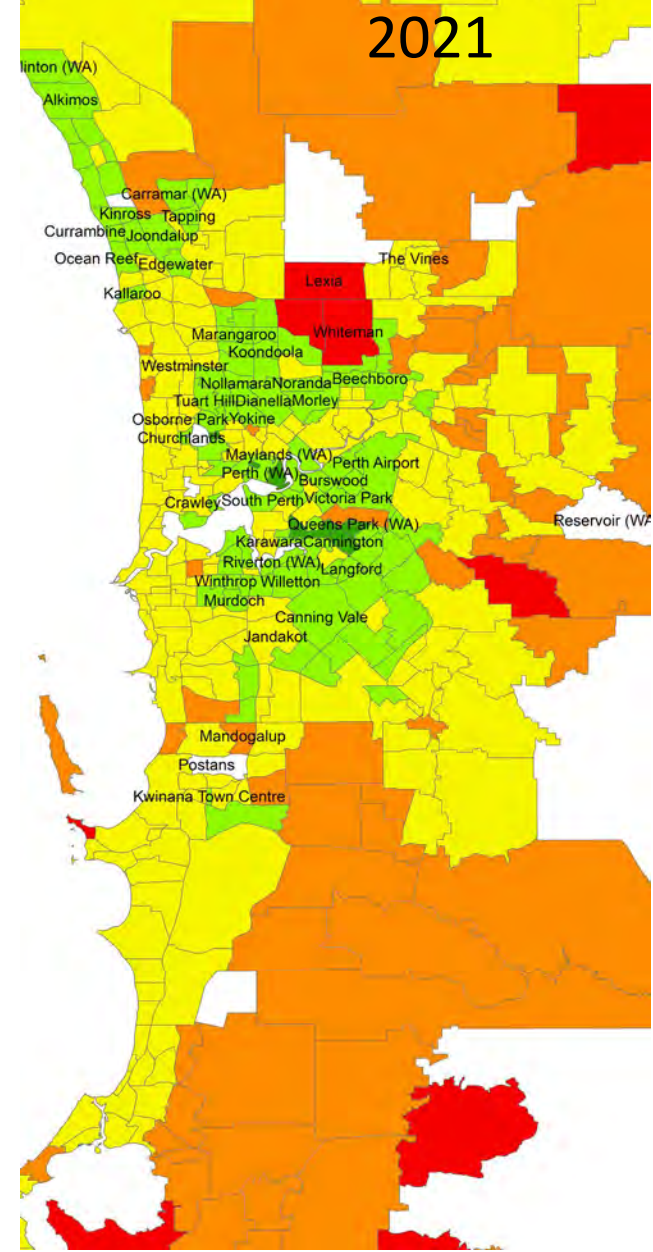 2021
linton (WA)
Alkimos
Carramar (WA)
Kinross
Tapping
Currambine
Joondalup
Ocean Reef
Edgewater
The Vines
Lexia
Kallaroo
Marangaroo
Whiteman
Koondoola
Westminster
Nollamara
Noranda
Beechboro
Tuart Hill
Dianella
Morley
Osborne Park
Yokine
Churchlands
Maylands (WA)
Perth Airport
Perth (WA)
Burswood
Crawley
South Perth
Victoria Park
Queens Park (WA)
Reservoir (WA
Karawara
Cannington
Riverton (WA)
Langford
Winthrop
Willetton
Murdoch
Canning Vale
Jandakot
Mandogalup
Postans
Kwinana Town Centre